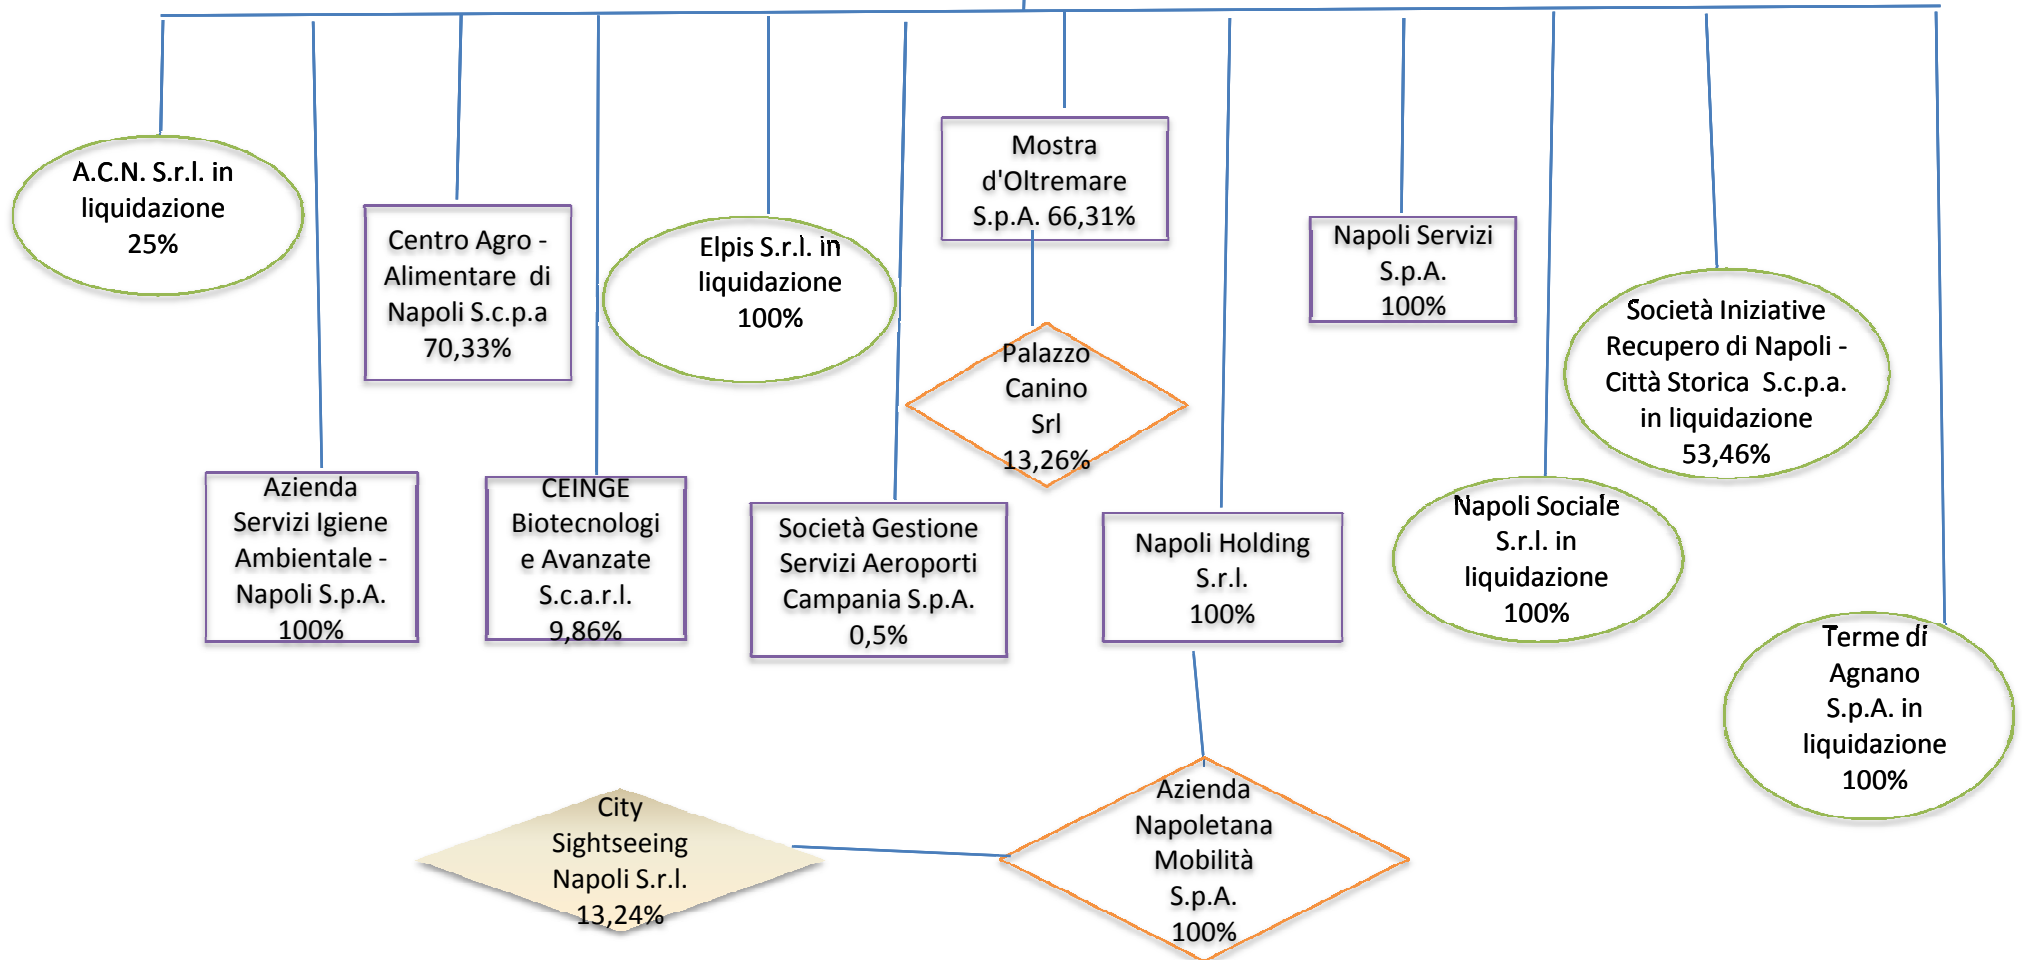 A.C.N. S.r.l. in
liquidazione
25%
Azienda
Servizi Igiene
Ambientale -
Napoli S.p.A.
100%
Centro Agro -
Alimentare di
Napoli S.c.p.a
70,33%
CEINGE
Biotecnologi
e Avanzate
S.c.a.r.l.
9,86%
Elpis S.r.l. in
liquidazione
100%
Società Gestione
Servizi Aeroporti
Campania S.p.A.
0,5%
Mostra
d'Oltremare
S.p.A. 66,31%
Palazzo
Canino
Srl
13,26%
Napoli Holding
S.r.l.
100%
Napoli Servizi
S.p.A.
100%
Napoli Sociale
S.r.l. in
liquidazione
100%
Società Iniziative
Recupero di Napoli -
Città Storica S.c.p.a.
in liquidazione
53,46%
Terme di
Agnano
S.p.A. in
liquidazione
100%
City
Sightseeing
Napoli S.r.l.
13,24%
Azienda
Napoletana
Mobilità
S.p.A.
100%